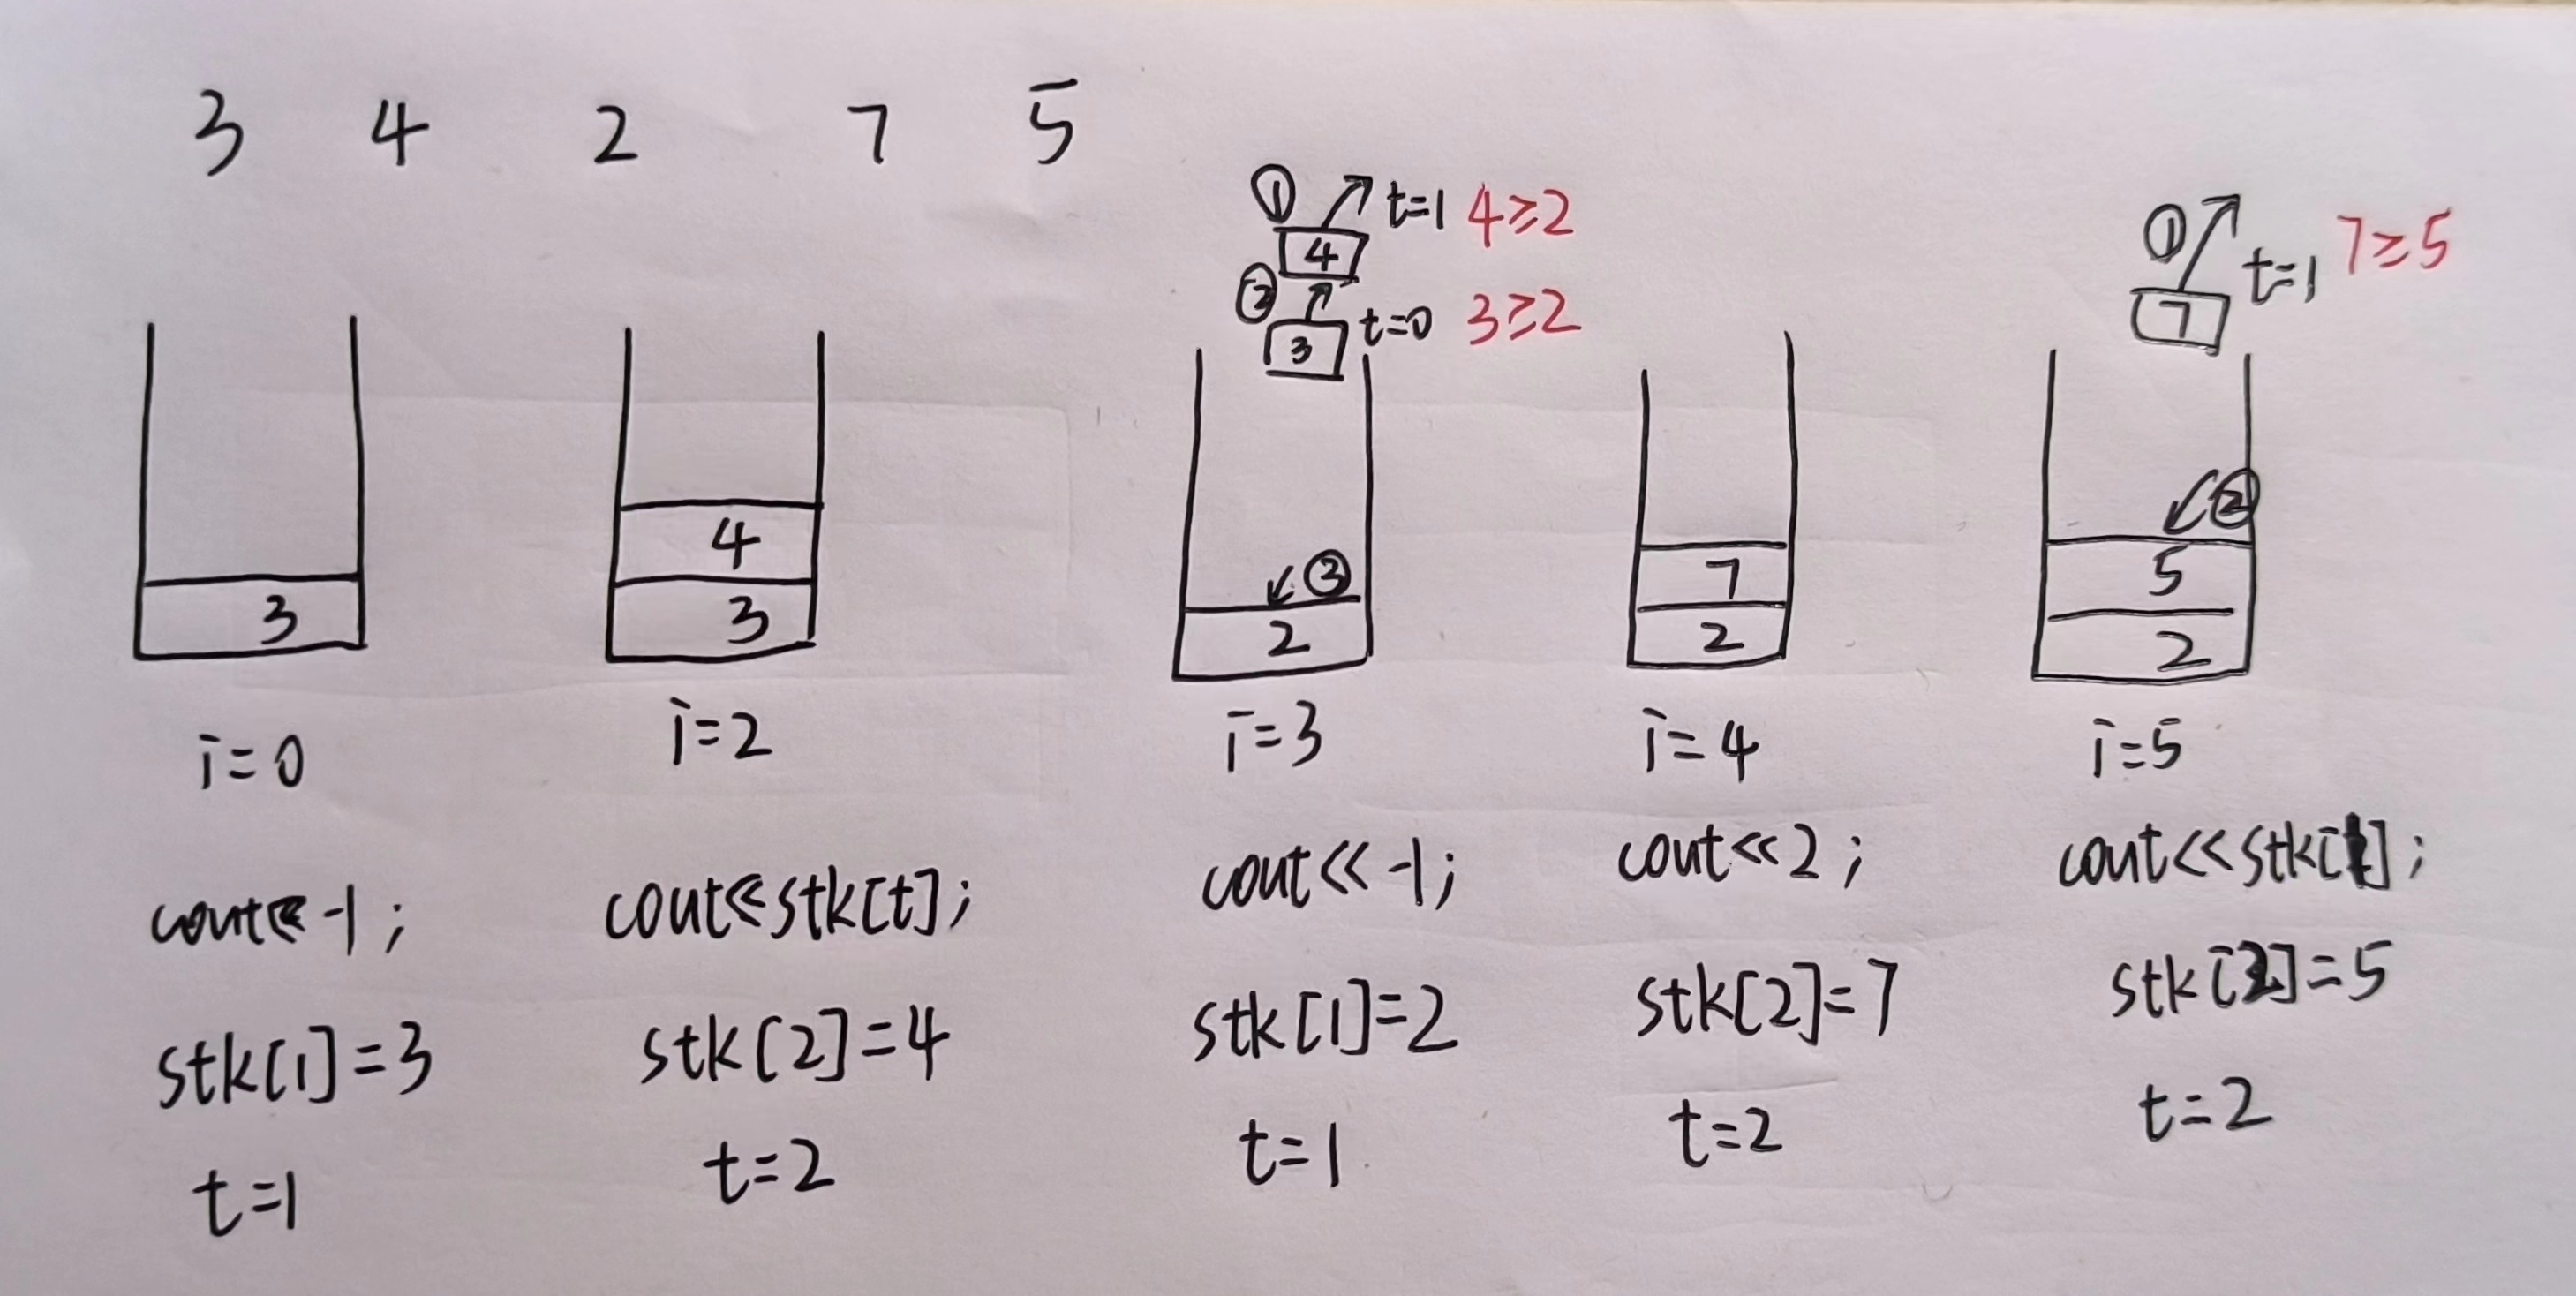 3 4 2 7 5
① t=1 4≥2
4
② t=0 3≥2
3
① t=1 7≥5
7
3
4
3
③
2
7
2
②
5
2
i=0 i=2 i=3 i=4 i=5
cout<<-1; cout<<stk[t]; cout<<-1; cout<<2; cout<<stk[1];
stk[1]=3 stk[2]=4 stk[1]=2 stk[2]=7 stk[2]=5
t=1 t=2 t=1 t=2 t=2